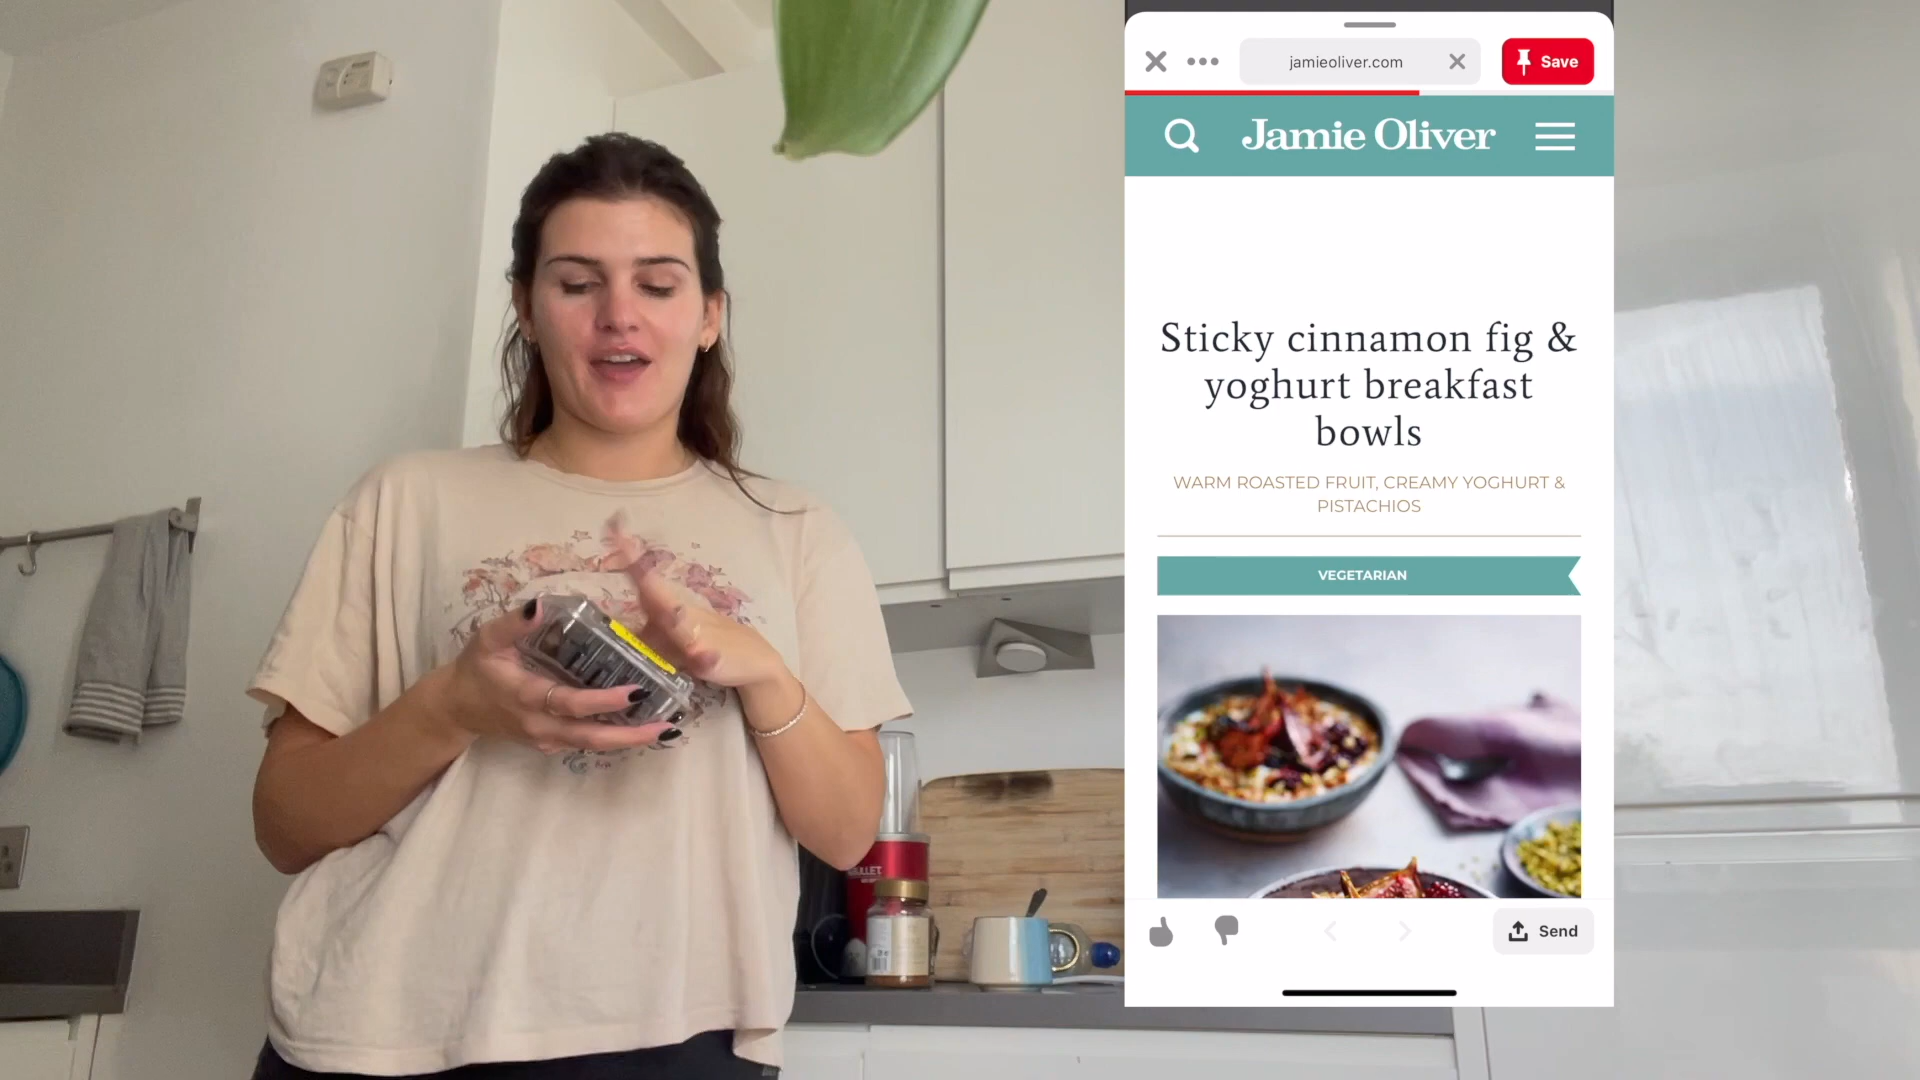 jamieoliver.com
Save
Jamie Oliver
Sticky cinnamon fig &
yoghurt breakfast
bowls
WARM ROASTED FRUIT, CREAMY YOGHURT &
PISTACHIOS
VEGETARIAN
Send
BULLET